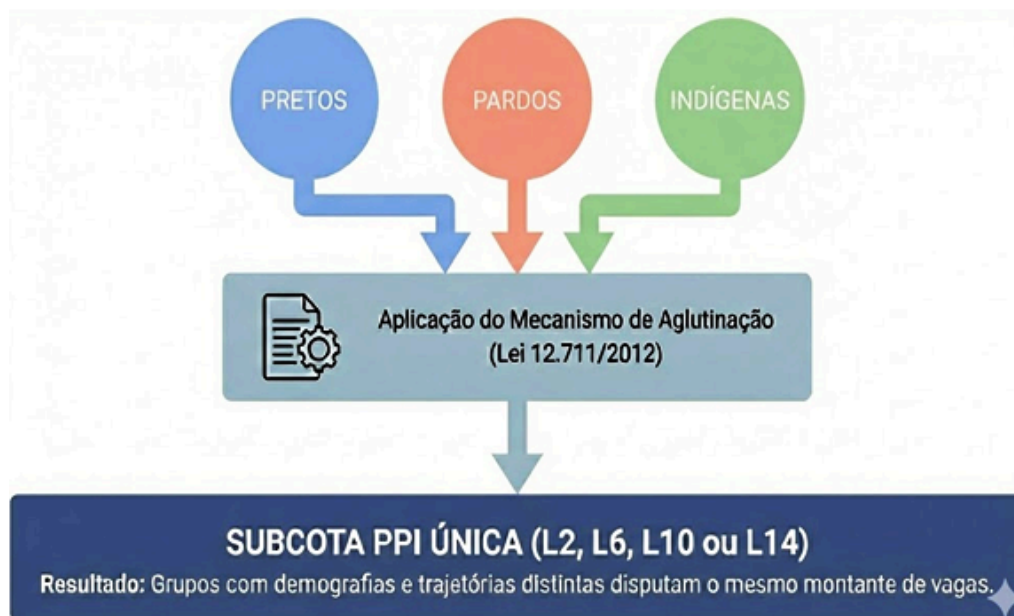 PRETOS
PARDOS
INDÍGENAS
Aplicação do Mecanismo de Aglutinação
(Lei 12.711/2012)
SUBCOTA PPI ÚNICA (L2, L6, L10 ou L14)
Resultado: Grupos com demografias e trajetórias distintas disputam o mesmo montante de vagas.